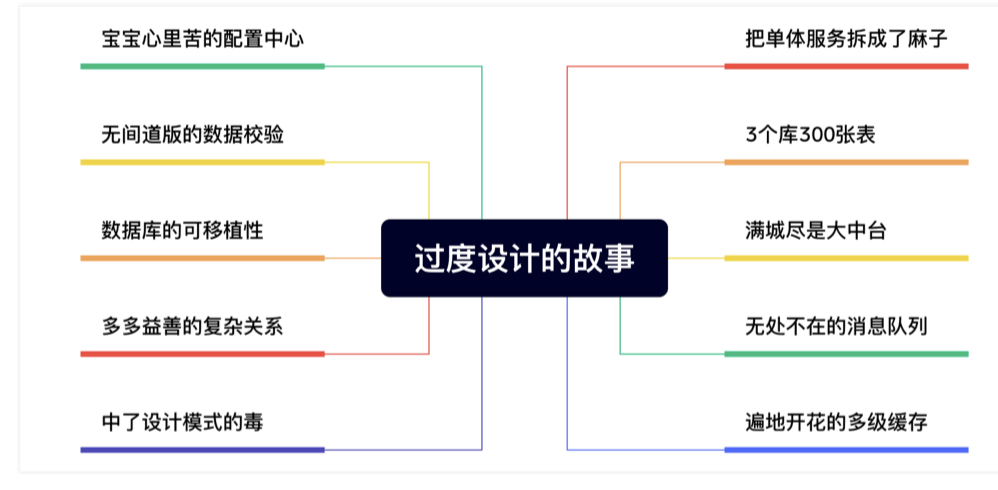 宝宝心里苦的配置中心
无间道版的数据校验
数据库的可移植性
多多益善的复杂关系
中了设计模式的毒
过度设计的故事
把单体服务拆成了麻子
3个库300张表
满城尽是大中台
无处不在的消息队列
遍地开花的多级缓存